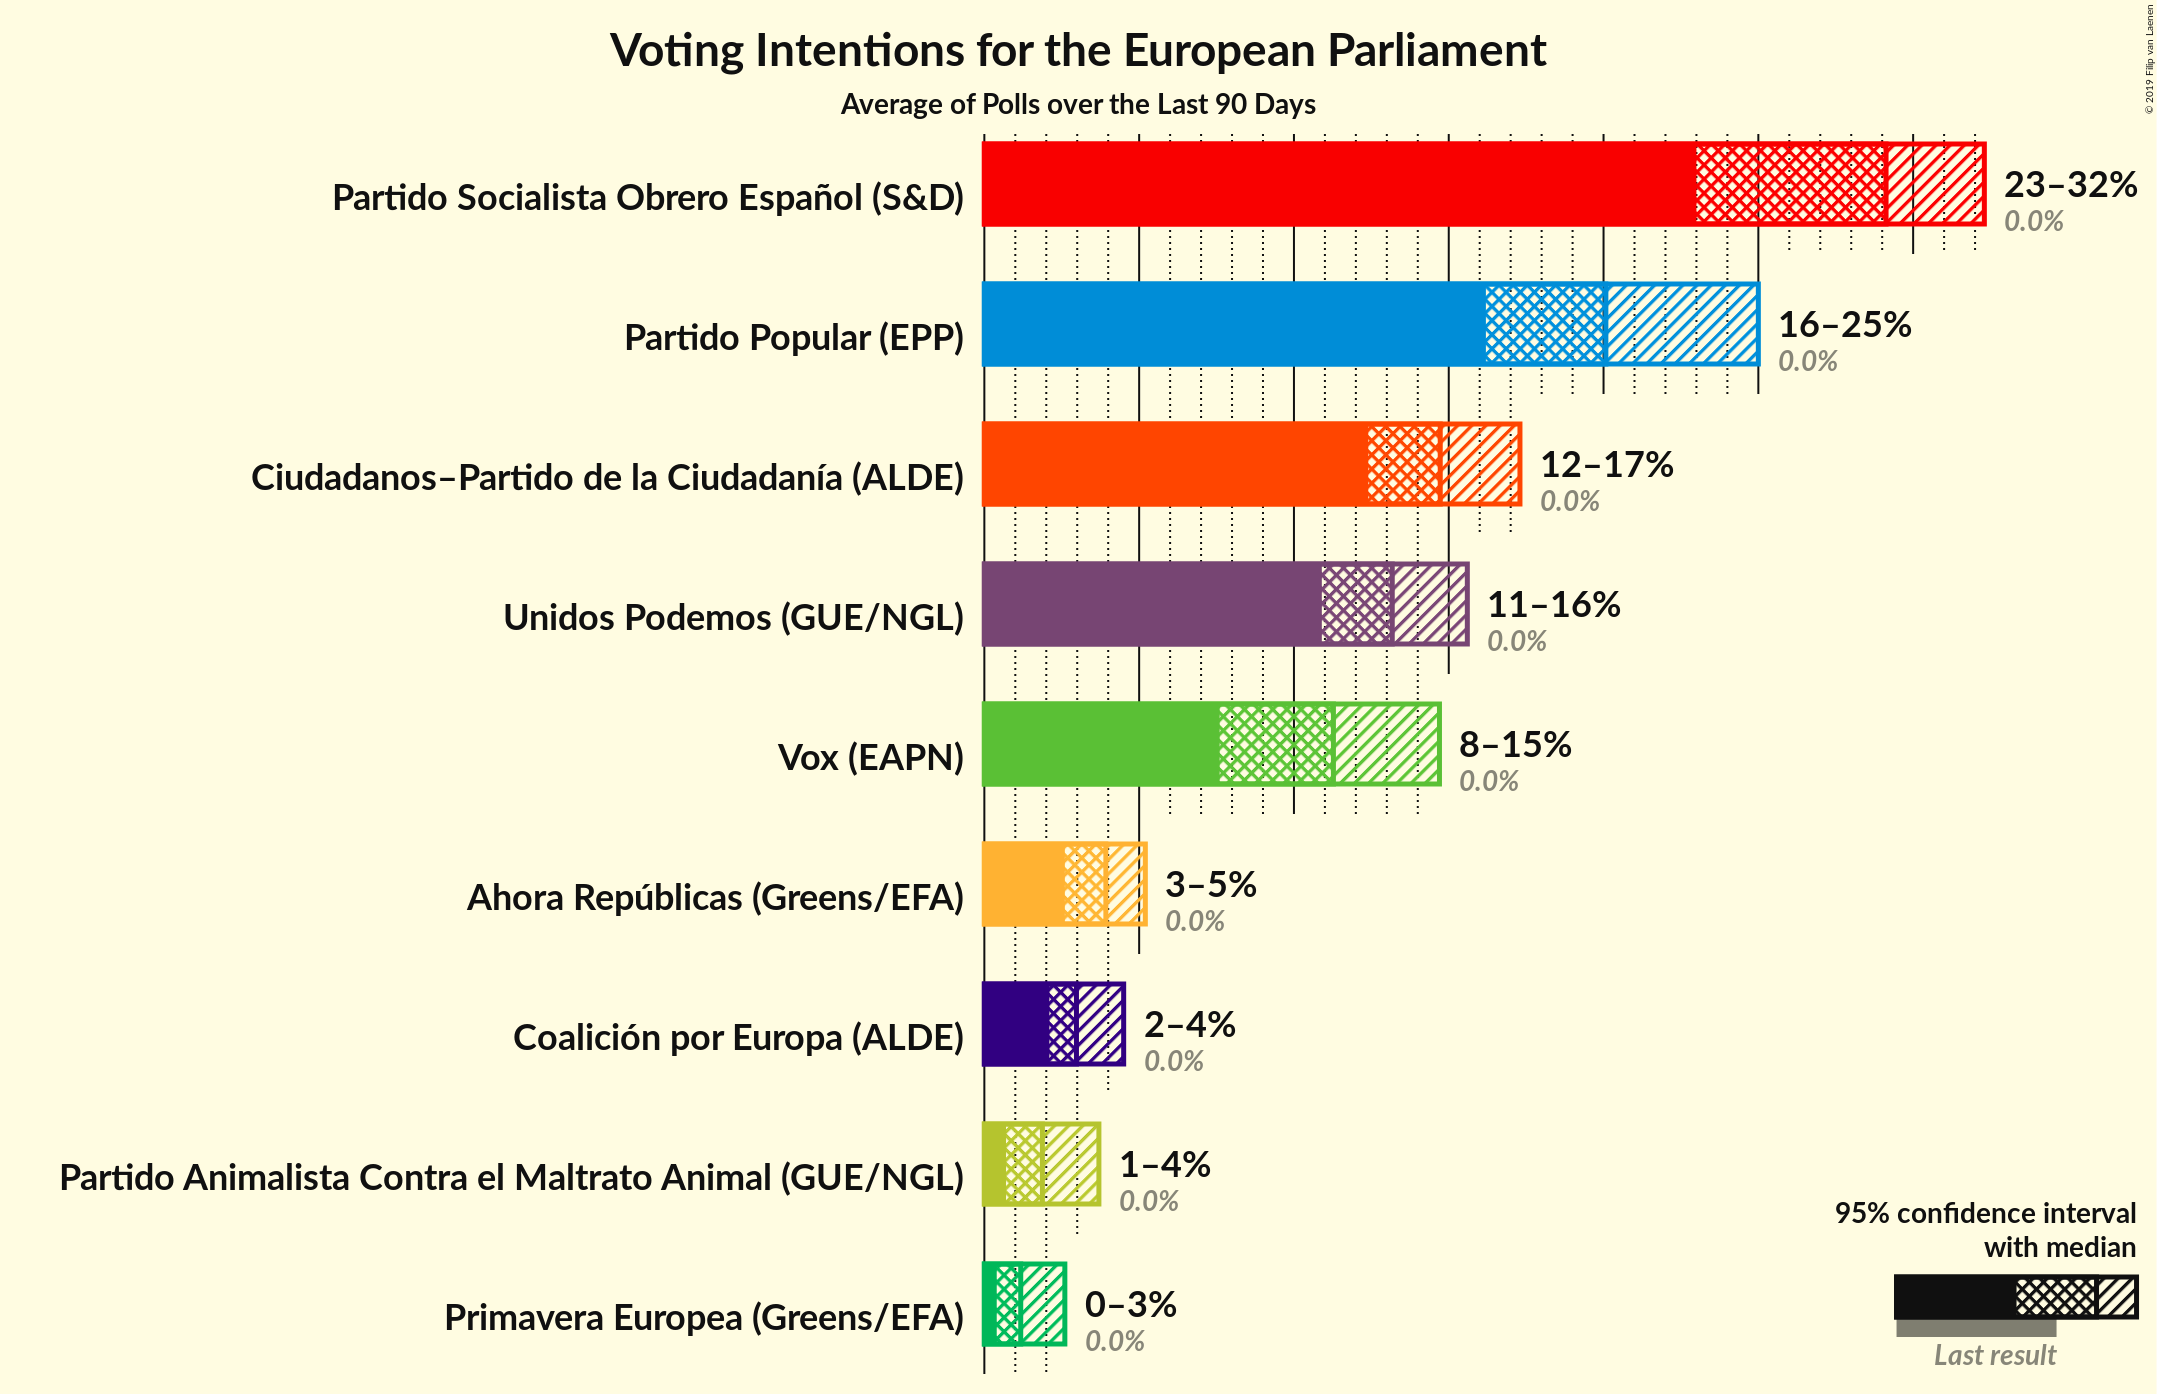 Voting Intentions for the European Parliament
Average of Polls over the Last 90 Days
© 2019 Filip van Laenen
Partido Socialista Obrero Español (S&D)
23–32%
0.0%
Partido Popular (EPP)
16–25%
0.0%
Ciudadanos–Partido de la Ciudadanía (ALDE)
12–17%
0.0%
Unidos Podemos (GUE/NGL)
11–16%
0.0%
Vox (EAPN)
8–15%
0.0%
Ahora Repúblicas (Greens/EFA)
3–5%
0.0%
Coalición por Europa (ALDE)
2–4%
0.0%
Partido Animalista Contra el Maltrato Animal (GUE/NGL)
1–4%
0.0%
Primavera Europea (Greens/EFA)
0–3%
0.0%
95% confidence interval
with median
Last result